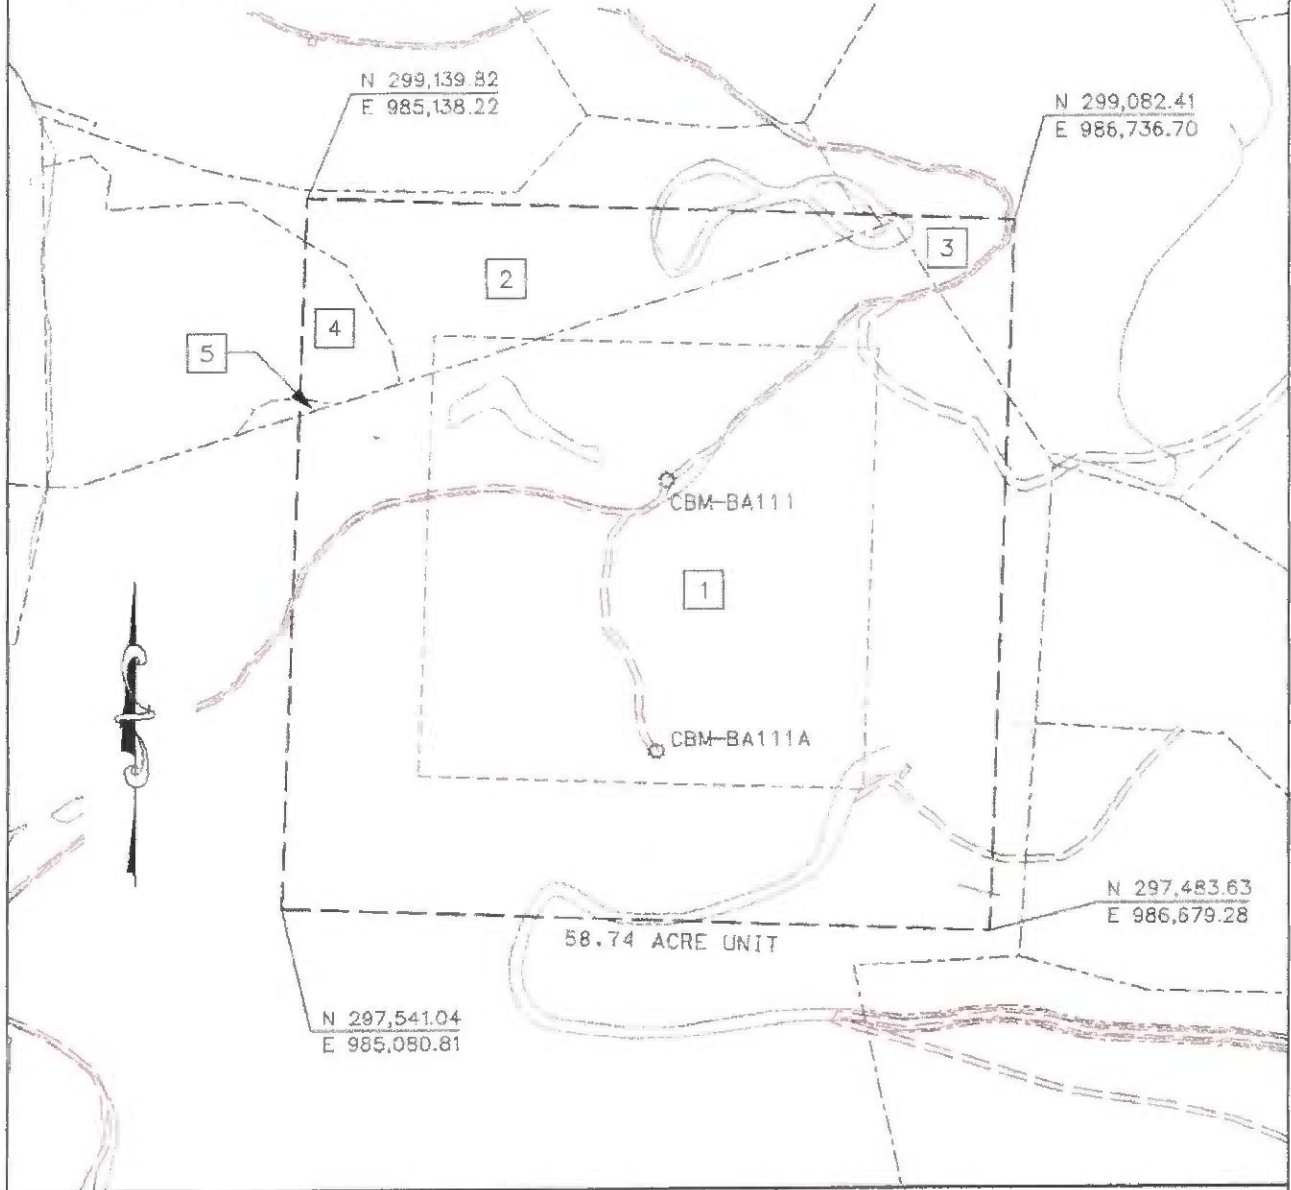 N 299,139.82
E 985,138.22
N 299,082.41
E 986,736.70
3
2
4
5
CBM-BA111
1
CBM-BA111A
N 297,483.63
E 986,679.28
58.74 ACRE UNIT
N 297,541.04
E 985,080.81